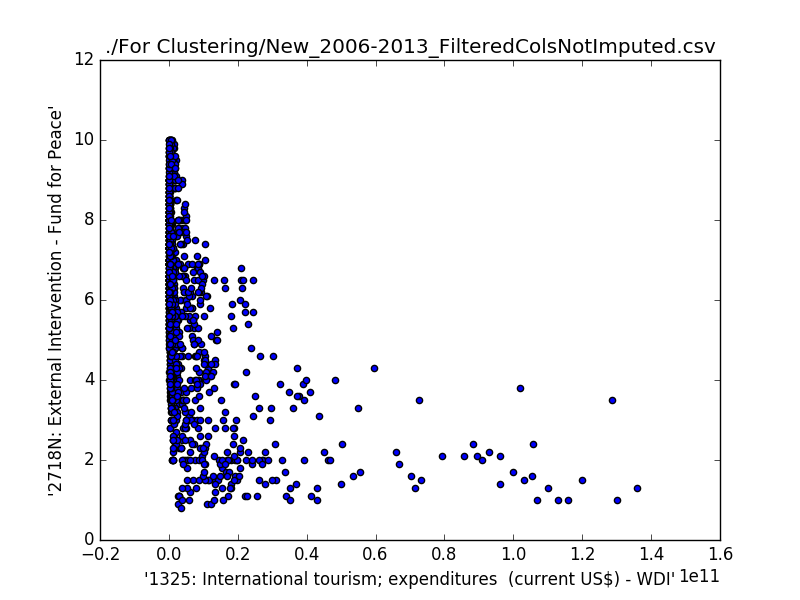 ./For Clustering/New_2006-2013_FilteredColsNotImputed.csv
12
10
8
6
4
2
0
'2718N: External Intervention - Fund for Peace'
−0.2 0.0 0.2 0.4 0.6 0.8 1.0 1.2 1.4 1.6
1e11
'1325: International tourism; expenditures  (current US$) - WDI'